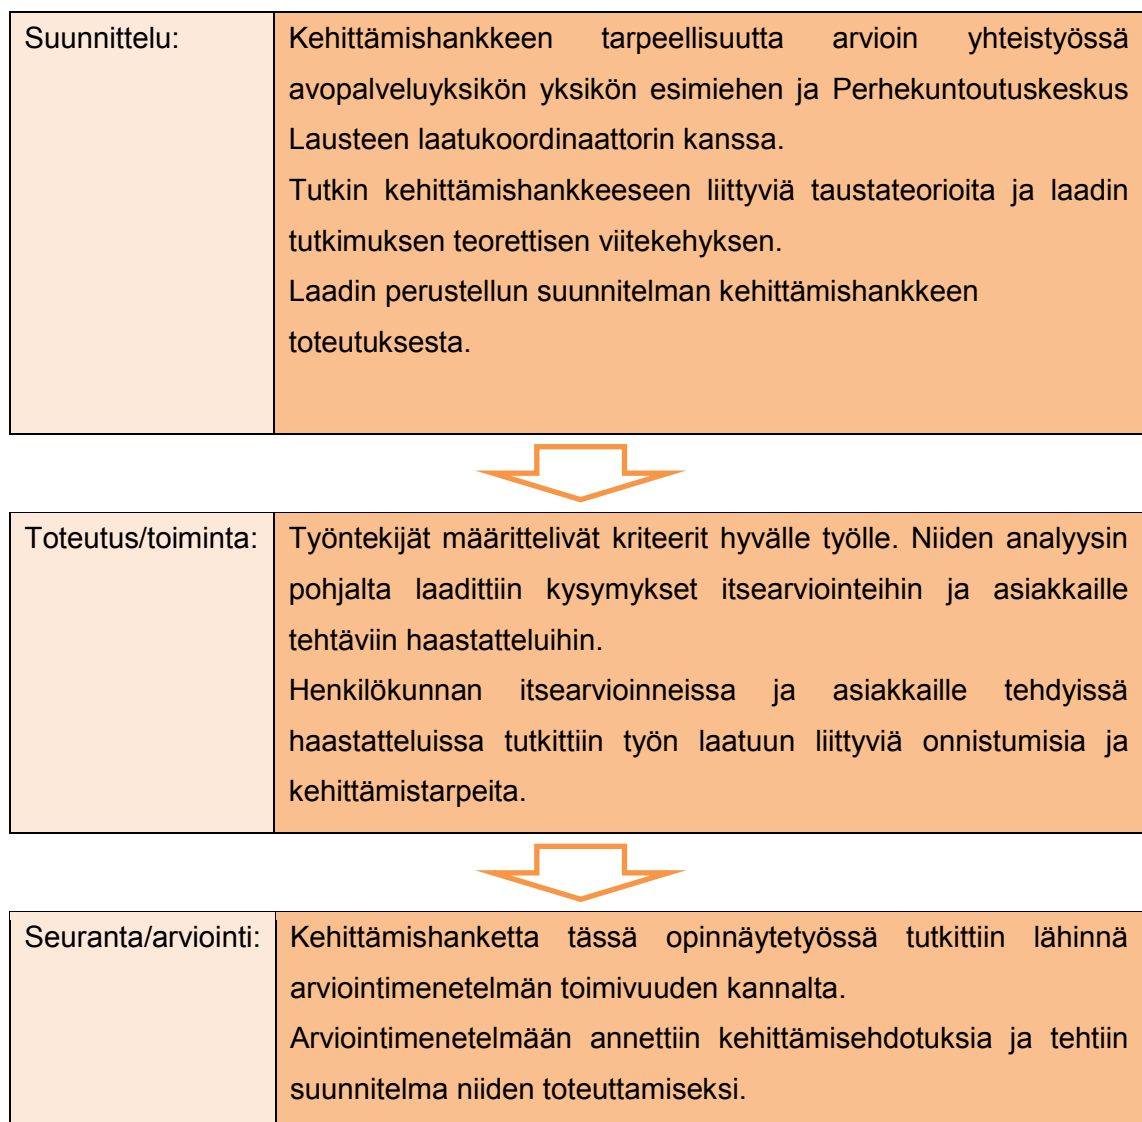 Suunnittelu:
Kehittämishankkeen tarpeellisuutta arvioin yhteistyössä
avopalveluyksikön yksikön esimiehen ja Perhekuntoutuskeskus
Lausteen laatukoordinaattorin kanssa.
Tutkin kehittämishankkeeseen liittyviä taustateorioita ja laadin
tutkimuksen teorettisen viitekehyksen.
Laadin perustellun suunnitelman kehittämishankkeen
toteutuksesta.
Toteutus/toiminta:
Työntekijät määrittelivät kriteerit hyvälle työlle. Niiden analyysin
pohjalta laadittiin kysymykset itsearviointeihin ja asiakkaille
tehtäviin haastatteluihin.
Henkilökunnan itsearvioinneissa ja asiakkaille tehdyissä
haastatteluissa tutkittiin työn laatuun liittyviä onnistumisia ja
kehittämistarpeita.
Seuranta/arviointi:
Kehittämishanketta tässä opinnäytetyössä tutkittiin lähinnä
arviointimenetelmän toimivuuden kannalta.
Arviointimenetelmään annettiin kehittämisehdotuksia ja tehtiin
suunnitelma niiden toteuttamiseksi.